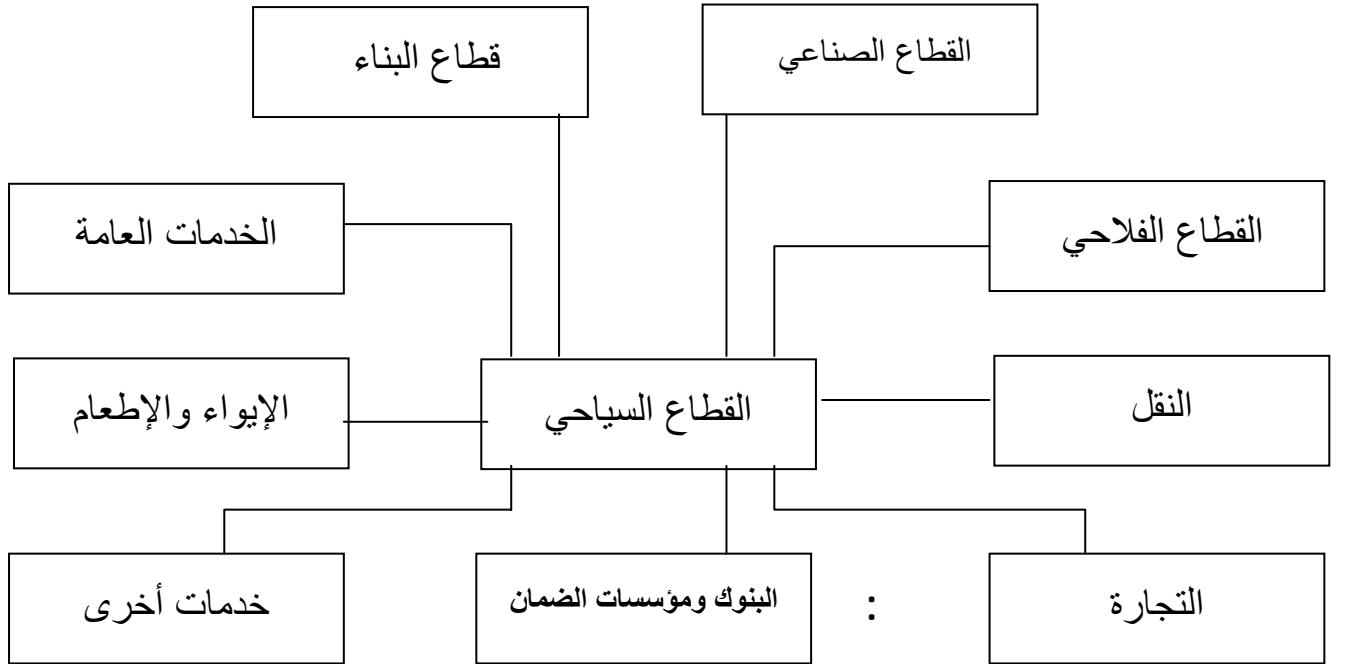 القطاع الصناعي
قطاع البناء
القطاع الفلاحي
الخدمات العامة
النقل
القطاع السياحي
الإيواء والإطعام
التجارة
:
البنوك ومؤسسات الضمان
خدمات أخرى